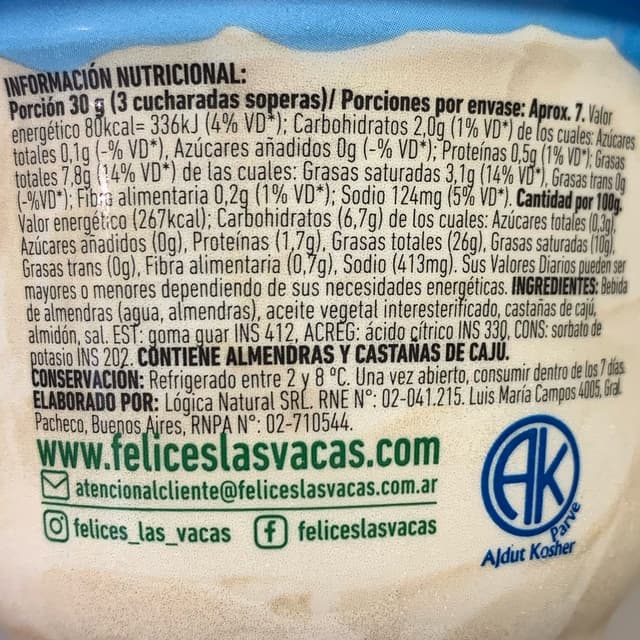 INFORMACIÓN NUTRICIONAL:
Porción 30 g (3 cucharadas soperas)/ Porciones por envase: Aprox. 7. Valor
energético 80kcal= 336kJ (4% VD*); Carbohidratos 2,0g (1% VD*) de los cuales: Azúcares
totales 0,1g (-% VD*), Azúcares añadidos 0g (-% VD*); Proteínas 0,5g (1% VD*); Grasas
totales 7,8g (14% VD*) de las cuales: Grasas saturadas 3,1g (14% VD*), Grasas trans 0g
(-%VD*); Fibra alimentaria 0,2g (1% VD*); Sodio 124mg (5% VD*). Cantidad por 100g.
Valor energético (267kcal); Carbohidratos (6,7g) de los cuales: Azúcares totales (0,3g),
Azúcares añadidos (0g), Proteínas (1,7g), Grasas totales (26g), Grasas saturadas (10g),
Grasas trans (0g), Fibra alimentaria (0,7g), Sodio (413mg). Sus Valores Diarios pueden ser
mayores o menores dependiendo de sus necesidades energéticas. INGREDIENTES: Bebida
de almendras (agua, almendras), aceite vegetal interesterificado, castañas de cajú,
almidón, sal. EST: goma guar INS 412, ACREG: ácido cítrico INS 330, CONS: sorbato de
potasio INS 202. CONTIENE ALMENDRAS Y CASTAÑAS DE CAJÚ.
CONSERVACIÓN: Refrigerado entre 2 y 8 ºC. Una vez abierto, consumir dentro de los 7 días.
ELABORADO POR: Lógica Natural SRL. RNE N°: 02-041.215. Luis María Campos 4005, Gral.
Pacheco, Buenos Aires, RNPA N°: 02-710544.
www.feliceslasvacas.com
atencionalcliente@feliceslasvacas.com.ar
felices_las_vacas feliceslasvacas
AK
Parve
Ajdut Kosher